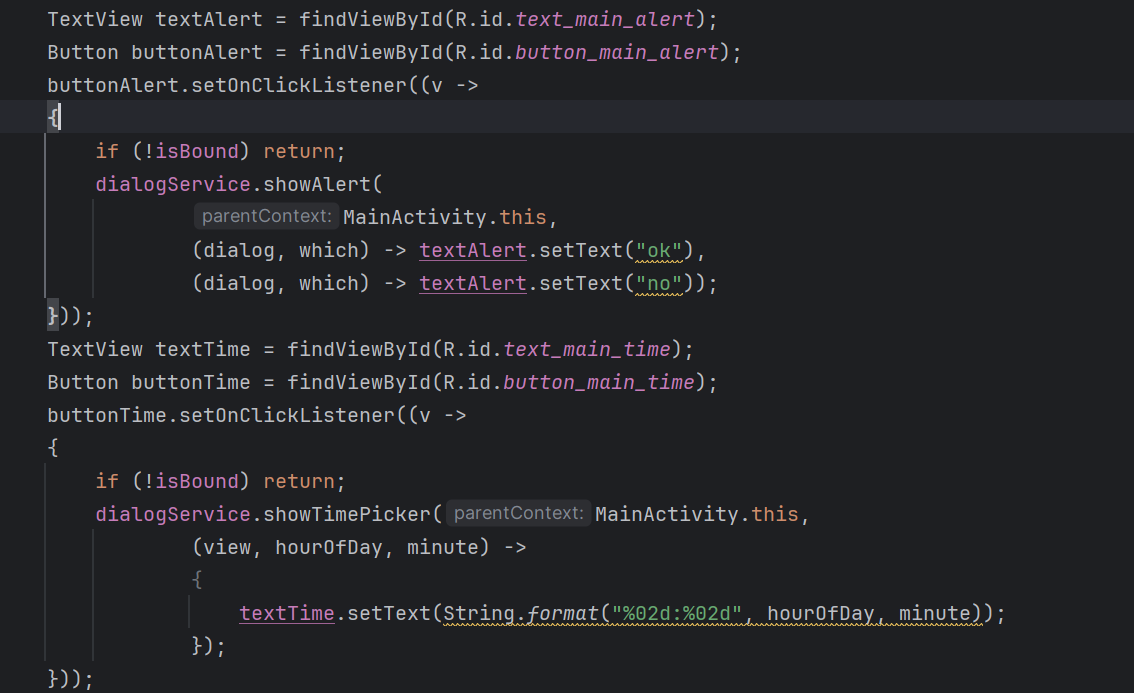 TextView textAlert = findViewById(R.id.text_main_alert);
Button buttonAlert = findViewById(R.id.button_main_alert);
buttonAlert.setOnClickListener((v ->
{
    if (!isBound) return;
    dialogService.showAlert(
            parentContext: MainActivity.this,
            (dialog, which) -> textAlert.setText("ok"),
            (dialog, which) -> textAlert.setText("no"));
}));
TextView textTime = findViewById(R.id.text_main_time);
Button buttonTime = findViewById(R.id.button_main_time);
buttonTime.setOnClickListener((v ->
{
    if (!isBound) return;
    dialogService.showTimePicker( parentContext: MainActivity.this,
            (view, hourOfDay, minute) ->
            {
                textTime.setText(String.format("%02d:%02d", hourOfDay, minute));
            });
}));